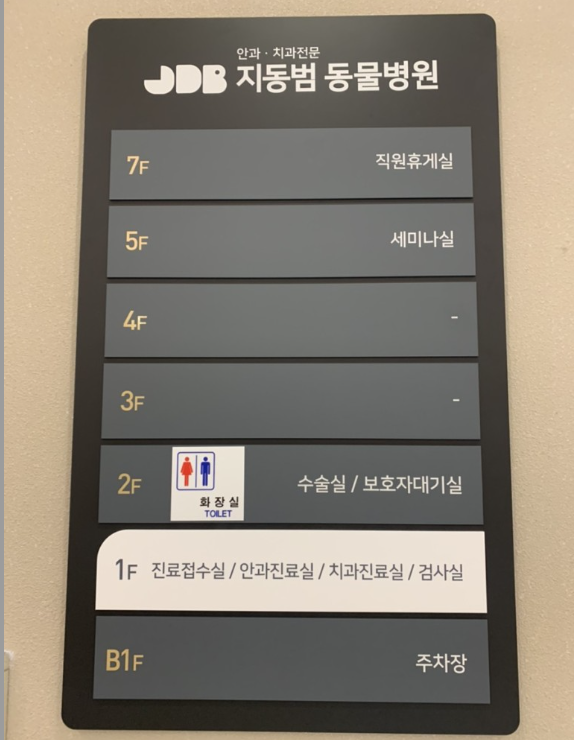 안과 · 치과전문
JDB 지동범 동물병원
7F 직원휴게실
5F 세미나실
4F -
3F -
2F 화장실 TOILET 수술실 / 보호자대기실
1F 진료접수실 / 안과진료실 / 치과진료실 / 검사실
B1F 주차장